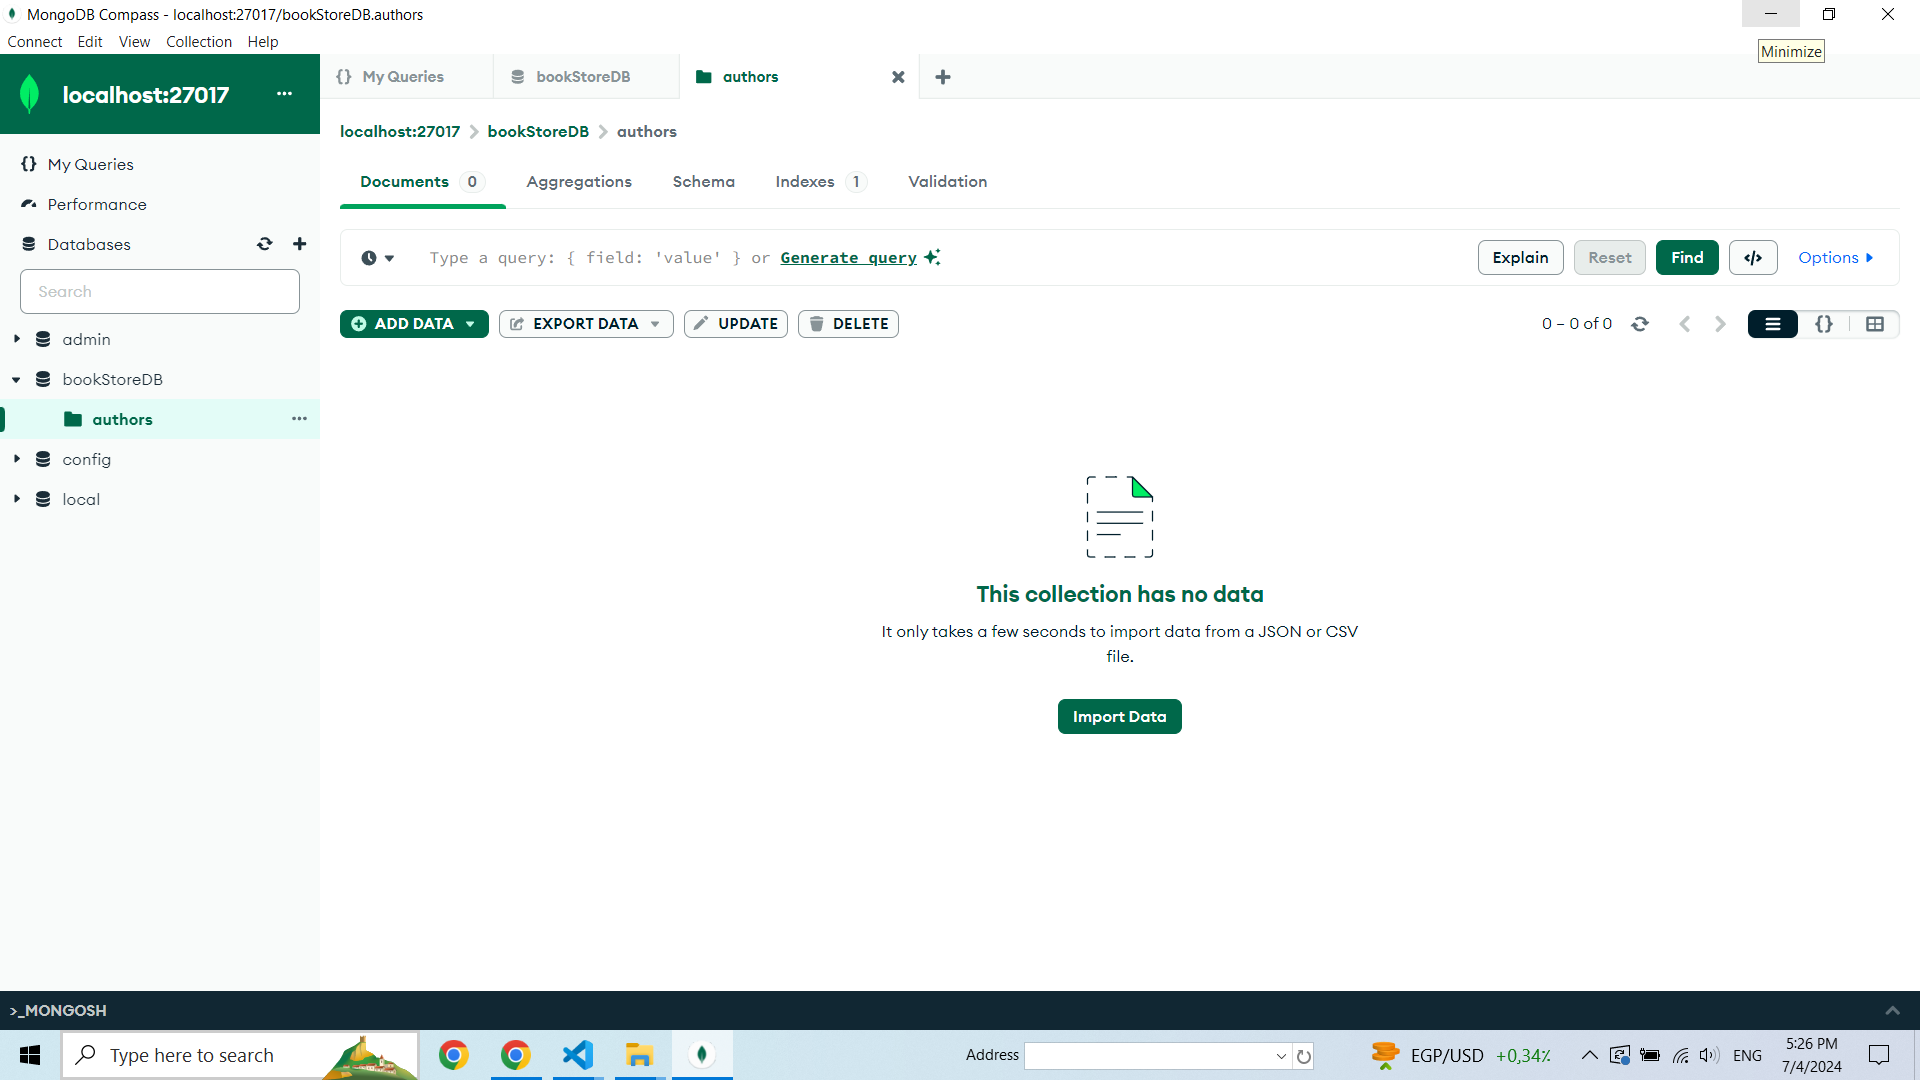 MongoDB Compass - localhost:27017/bookStoreDB.authors
Connect Edit View Collection Help
Minimize
localhost:27017
My Queries
bookStoreDB
authors
localhost:27017 > bookStoreDB > authors
My Queries
Performance
Databases
Search
admin
bookStoreDB
authors
config
local
Documents 0 Aggregations Schema Indexes 1 Validation
Type a query: { field: 'value' } or Generate query
Explain Reset Find </> Options
ADD DATA EXPORT DATA UPDATE DELETE
0 – 0 of 0
This collection has no data
It only takes a few seconds to import data from a JSON or CSV
file.
Import Data
>_MONGOSH
Type here to search
Address
EGP/USD +0,34٪
ENG
5:26 PM
7/4/2024